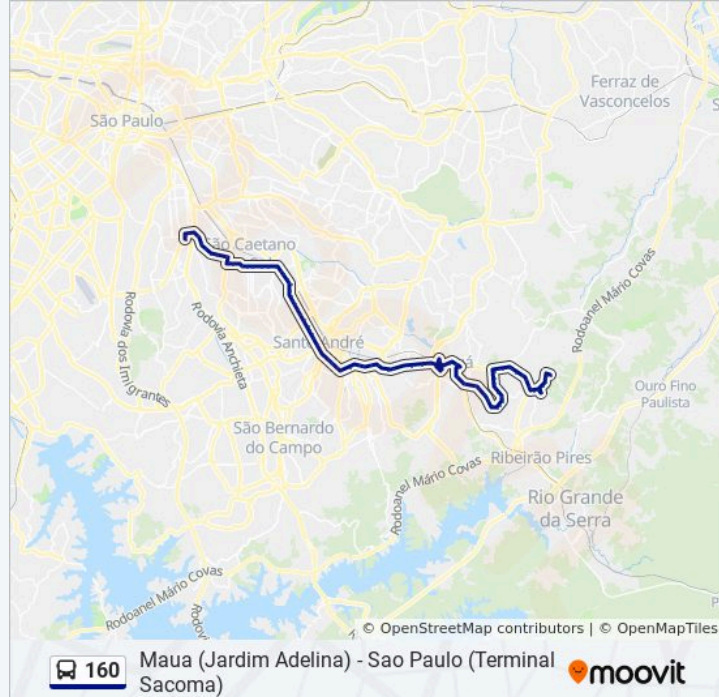 Ferraz de
Vasconcelos
São Paulo
São Caetano
Rodoanel Mário Covas
Rodovia dos Imigrantes
Rodovia Anchieta
Santo André
Ouro Fino
Paulista
São Bernardo
do Campo
Ribeirão Pires
Rodoanel Mário Covas
Rio Grande
da Serra
Rodoanel Mário Covas
© OpenStreetMap contributors | © OpenMapTiles
160
Maua (Jardim Adelina) - Sao Paulo (Terminal
Sacoma)
moovit